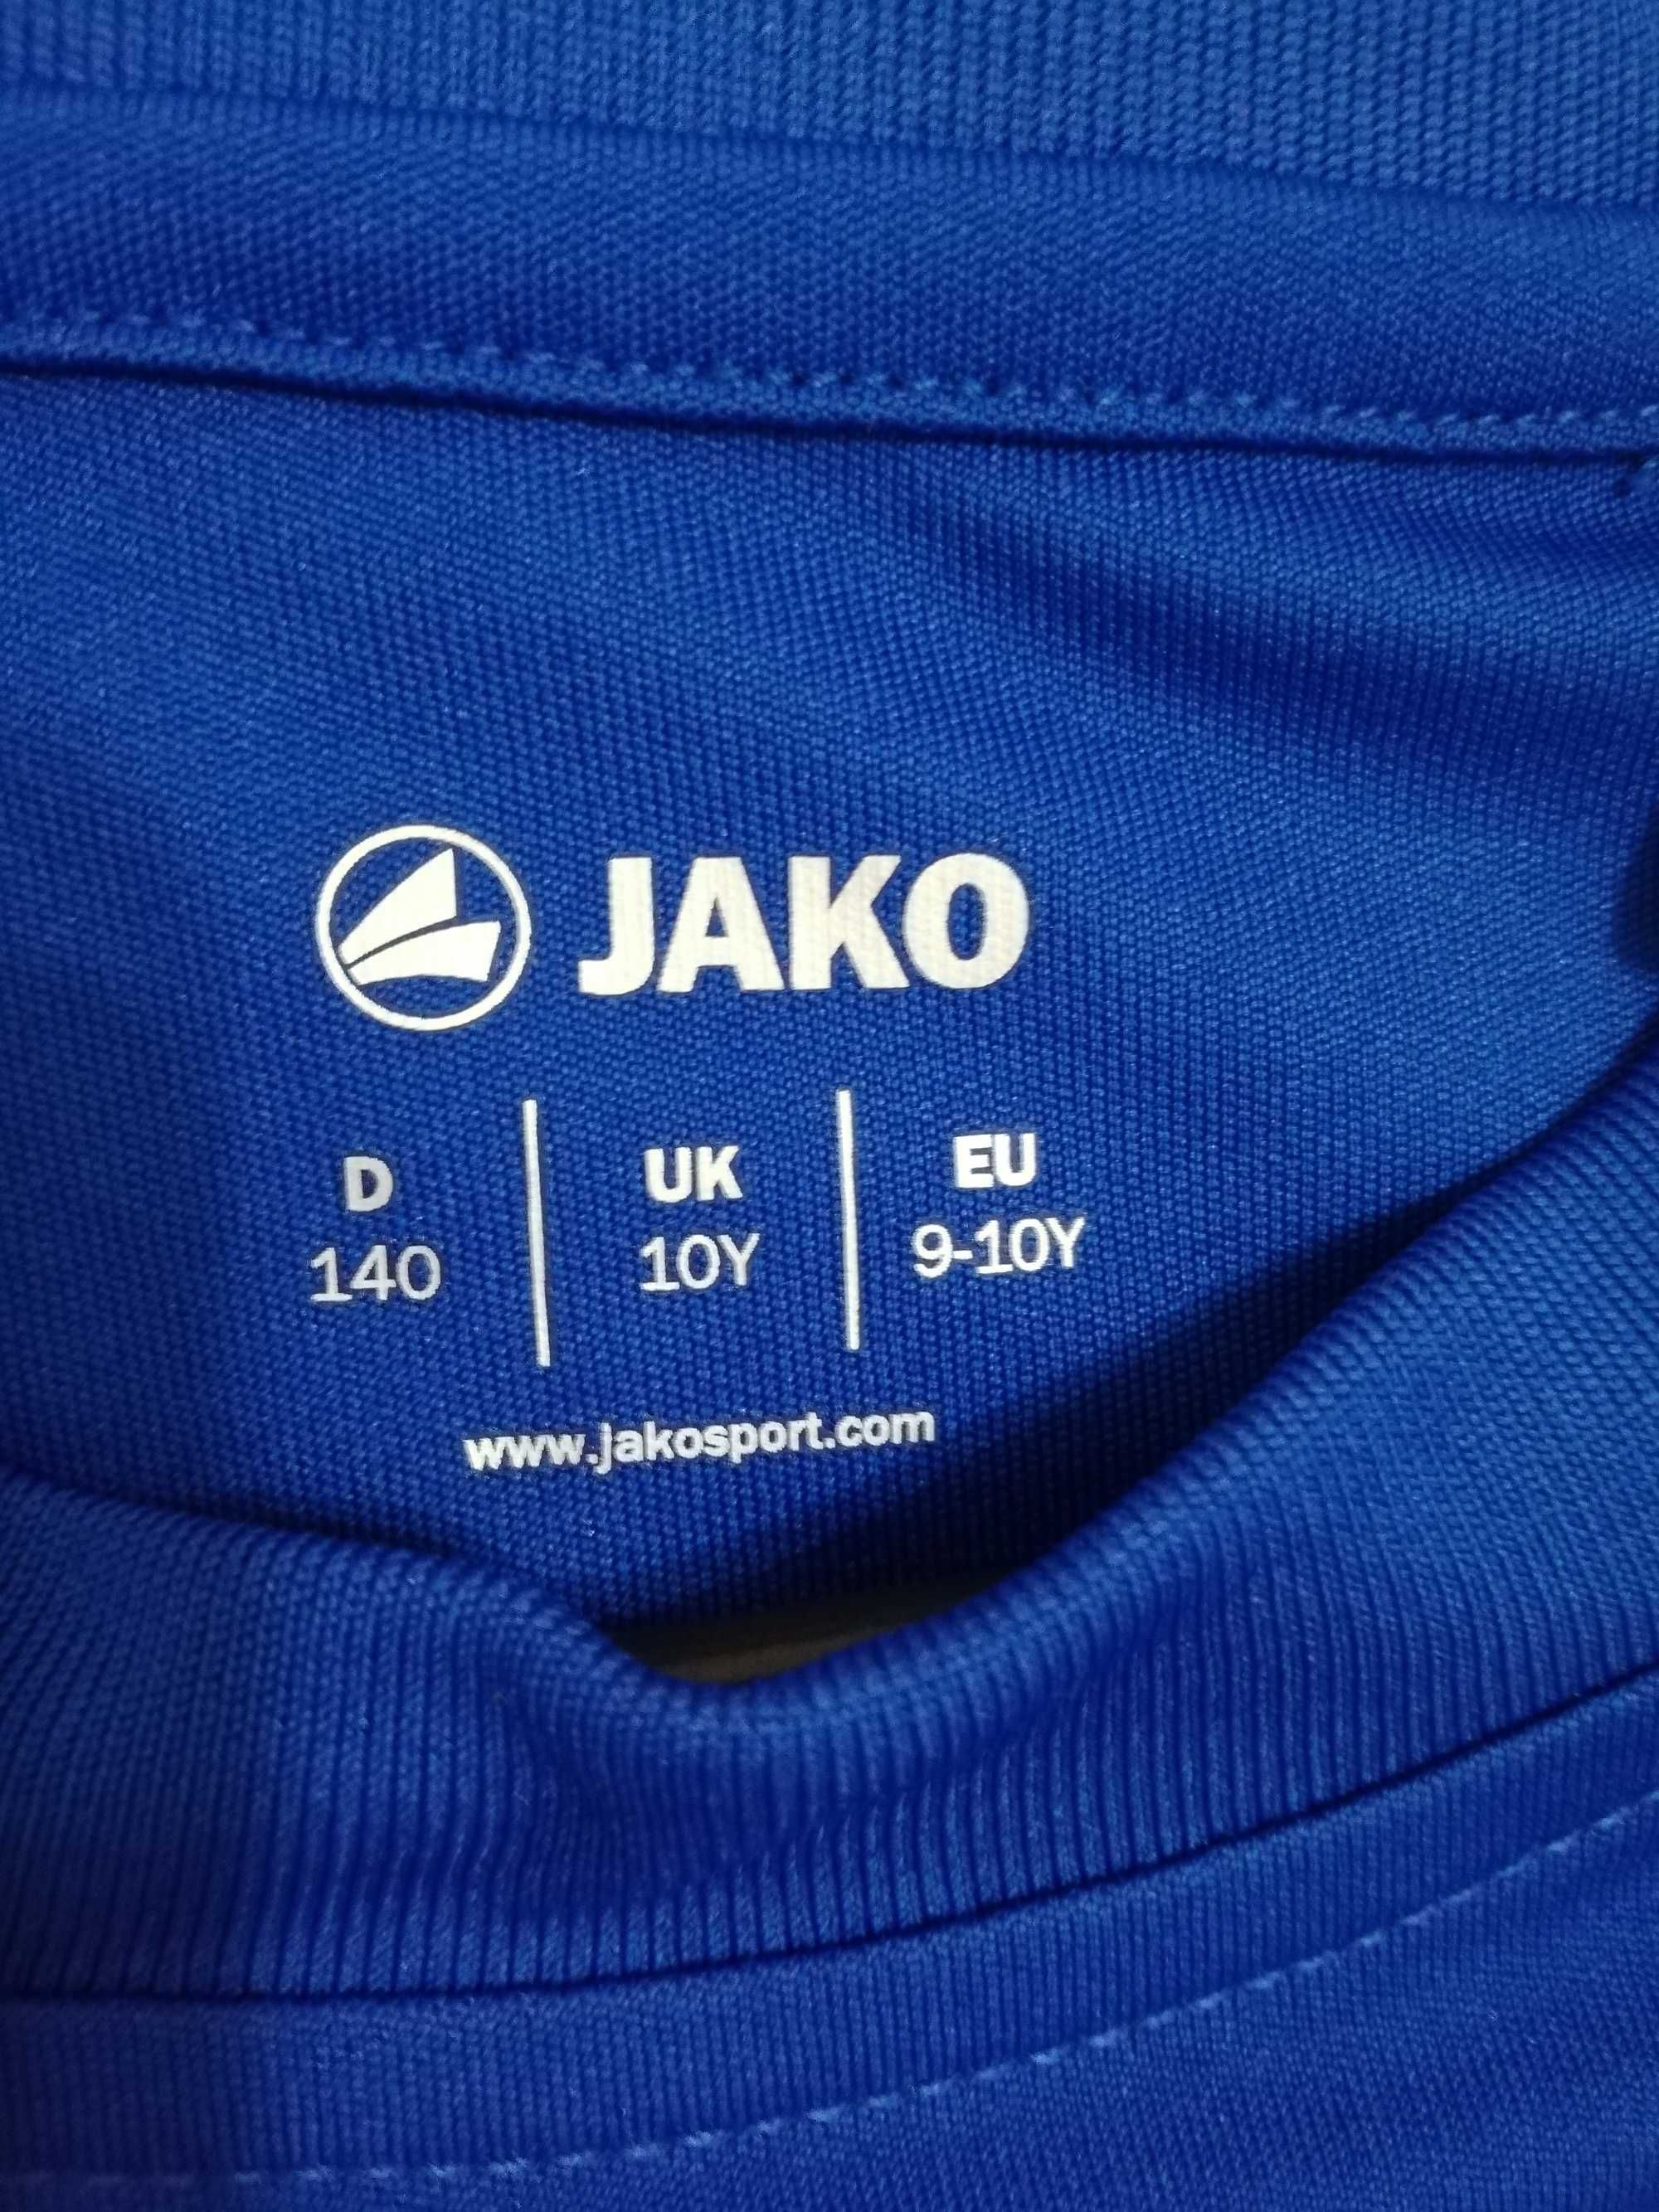 JAKO
D UK EU
140 10Y 9-10Y
www.jakosport.com